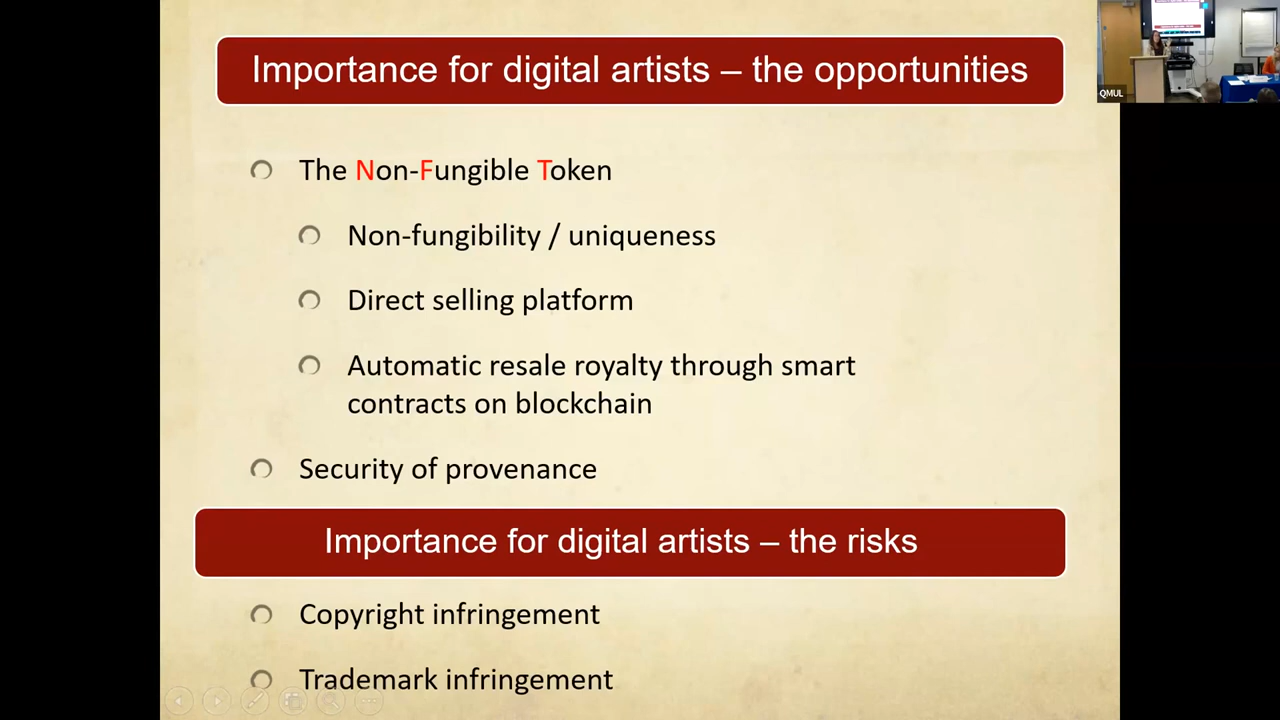 Importance for digital artists – the opportunities
The Non-Fungible Token
Non-fungibility / uniqueness
Direct selling platform
Automatic resale royalty through smart
contracts on blockchain
Security of provenance
Importance for digital artists – the risks
Copyright infringement
Trademark infringement
QMUL